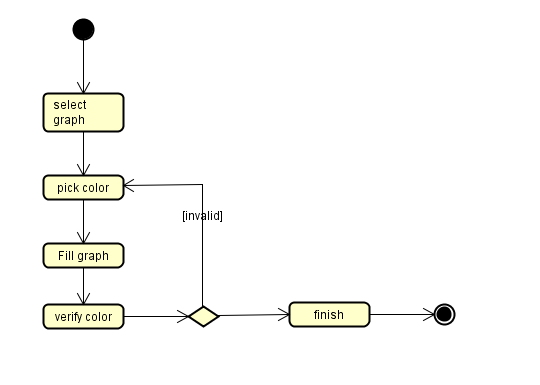 select
graph
pick color
[invalid]
Fill graph
verify color
finish